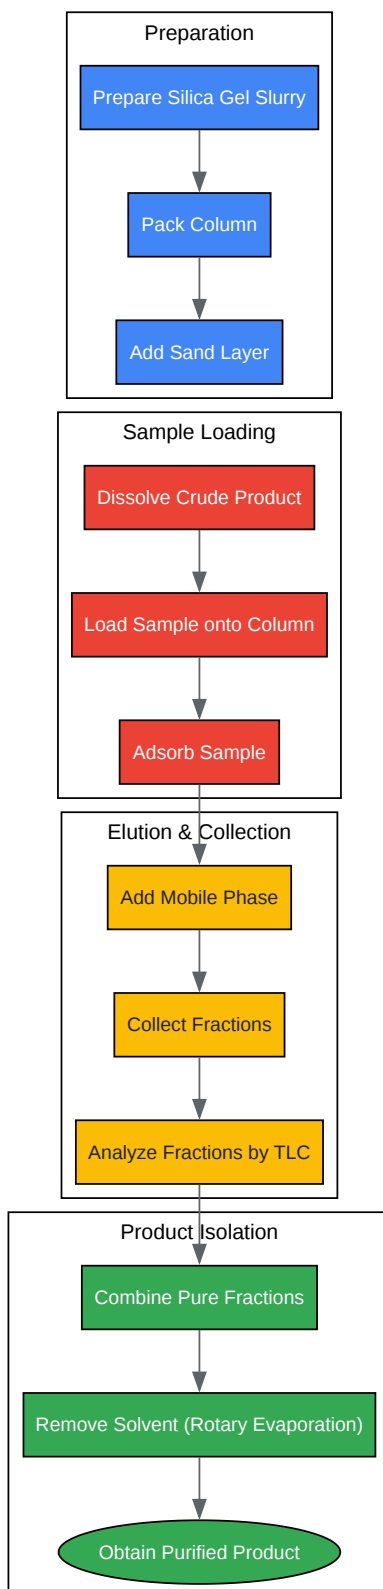 Preparation
Prepare Silica Gel Slurry
Pack Column
Add Sand Layer
Sample Loading
Dissolve Crude Product
Load Sample onto Column
Adsorb Sample
Elution & Collection
Add Mobile Phase
Collect Fractions
Analyze Fractions by TLC
Product Isolation
Combine Pure Fractions
Remove Solvent (Rotary Evaporation)
Obtain Purified Product